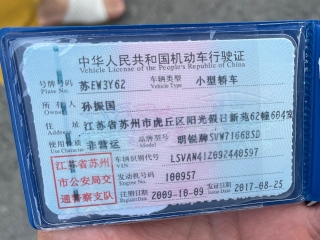 中华人民共和国机动车行驶证
Vehicle License of the People's Republic of China
号牌号码 苏EW3Y62 车辆类型 小型轿车
Plate No. Vehicle Type
所有人 孙振国
Owner
住址 江苏省苏州市虎丘区阳光假日新苑62幢604室
使用性质 非营运 品牌型号 明锐牌SVW7166BSD
Use Character Model
江苏省苏州市公安局交通警察支队
车辆识别代号 LSVAN41Z092440597
VIN
发动机号码 100957
Engine No.
注册日期 2009-10-09 发证日期 2017-08-25
Register Date Issue Date